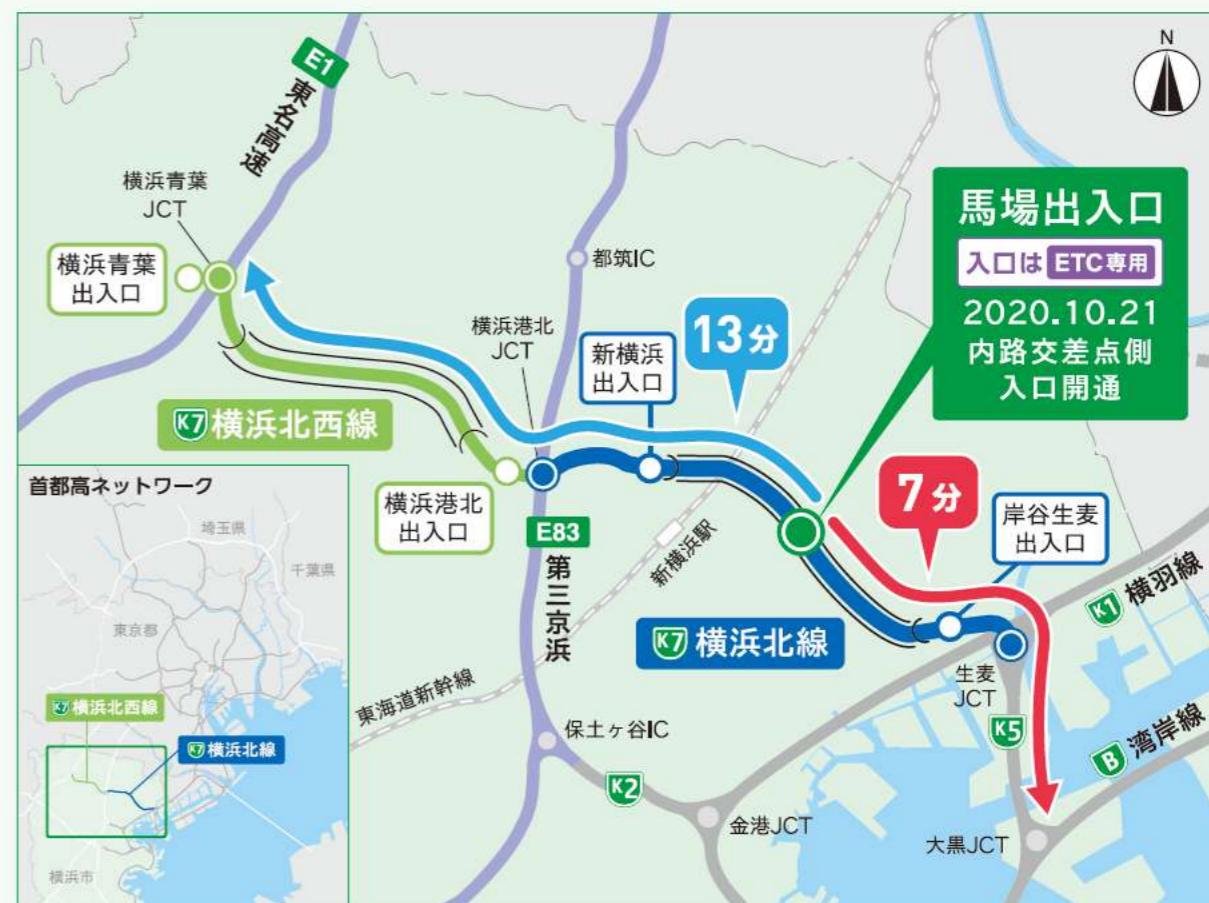 E1
東名高速
N
横浜青葉
JCT
横浜青葉
出入口
都筑IC
馬場出入口
入口は ETC専用
2020.10.21
内路交差点側
入口開通
横浜港北
JCT
新横浜
出入口
13分
K7 横浜北西線
横浜港北
出入口
E83
第三京浜
新横浜駅
7分
岸谷生麦
出入口
K1 横羽線
K7 横浜北線
生麦
JCT
東海道新幹線
保土ヶ谷IC
K2
K5
B 湾岸線
金港JCT
大黒JCT
首都高ネットワーク
埼玉県
千葉県
東京都
K7 横浜北西線
K7 横浜北線
横浜市